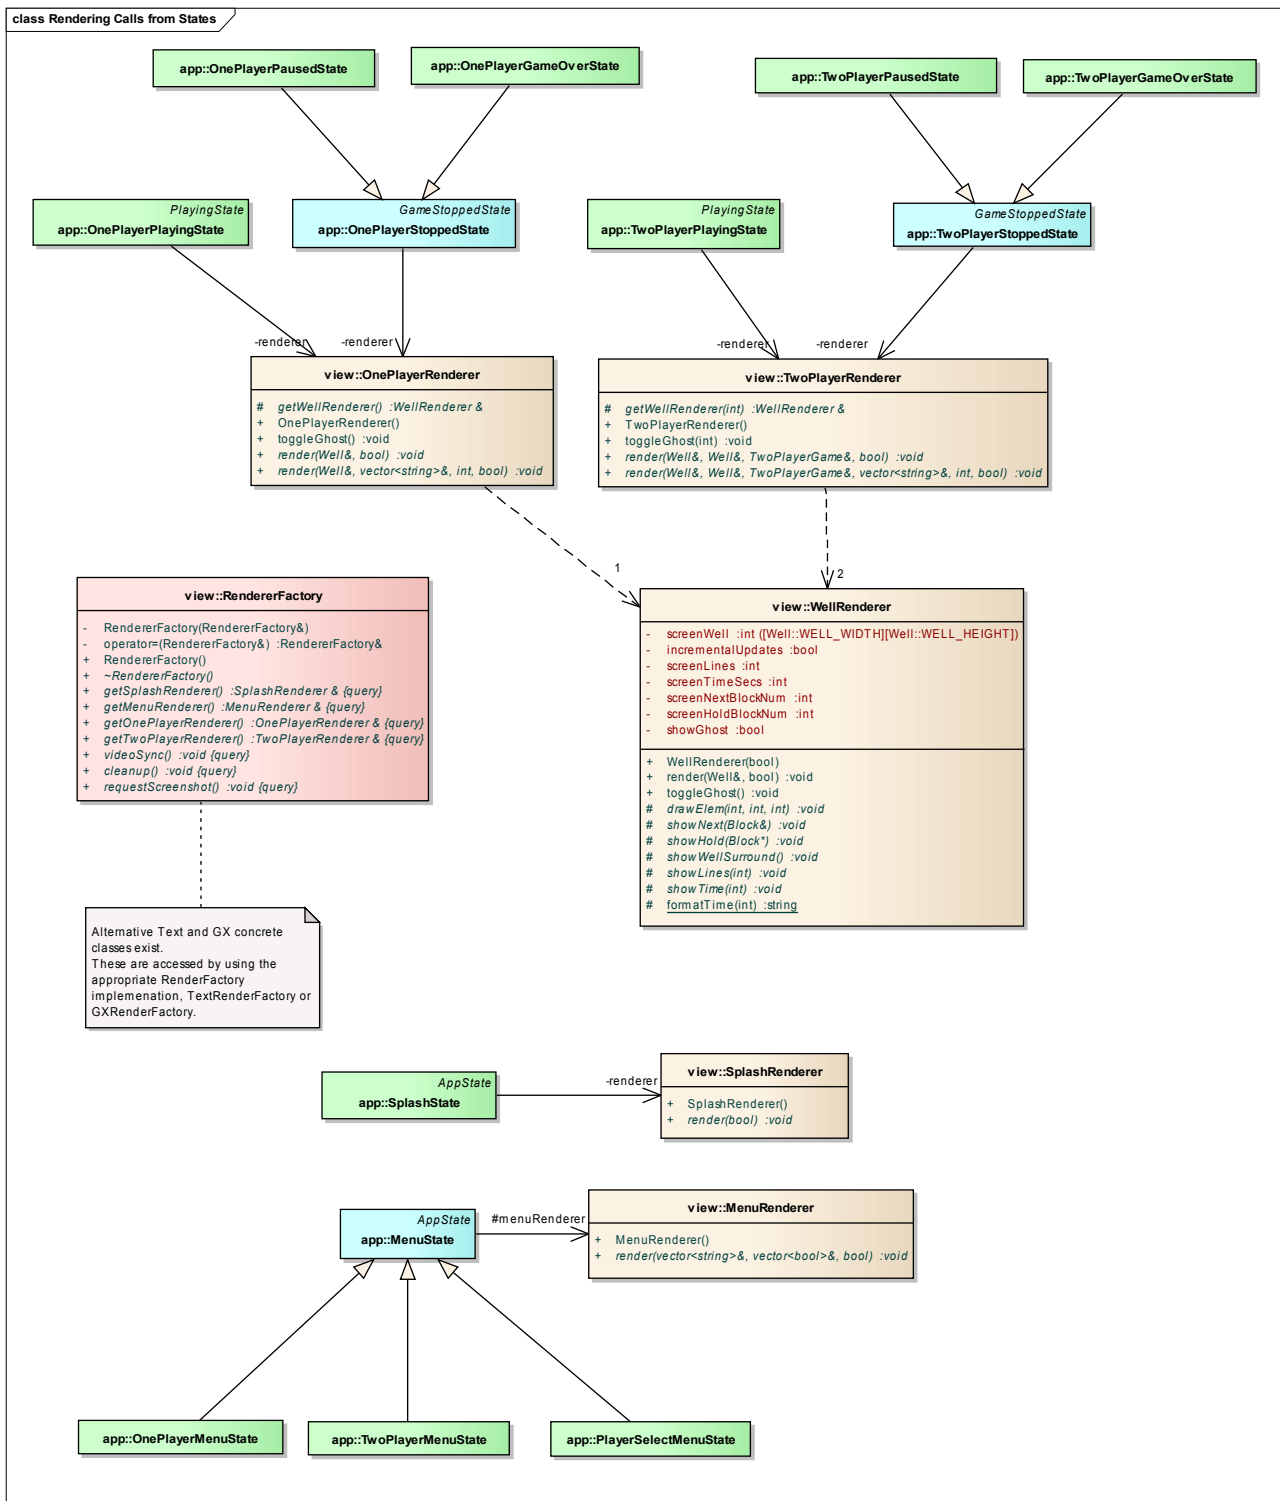 class Rendering Calls from States
app::OnePlayerPausedState
app::OnePlayerGameOverState
app::TwoPlayerPausedState
app::TwoPlayerGameOverState
PlayingState
app::OnePlayerPlayingState
GameStoppedState
app::OnePlayerStoppedState
PlayingState
app::TwoPlayerPlayingState
GameStoppedState
app::TwoPlayerStoppedState
-renderer
-renderer
-renderer
-renderer
view::OnePlayerRenderer
# getWellRenderer() :WellRenderer &
+ OnePlayerRenderer()
+ toggleGhost() :void
+ render(Well&, bool) :void
+ render(Well&, vector<string>&, int, bool) :void
view::TwoPlayerRenderer
# getWellRenderer(int) :WellRenderer &
+ TwoPlayerRenderer()
+ toggleGhost(int) :void
+ render(Well&, Well&, TwoPlayerGame&, bool) :void
+ render(Well&, Well&, TwoPlayerGame&, vector<string>&, int, bool) :void
1
2
view::RendererFactory
- RendererFactory(RendererFactory&)
- operator=(RendererFactory&) :RendererFactory&
+ RendererFactory()
+ ~RendererFactory()
+ getSplashRenderer() :SplashRenderer & {query}
+ getMenuRenderer() :MenuRenderer & {query}
+ getOnePlayerRenderer() :OnePlayerRenderer & {query}
+ getTwoPlayerRenderer() :TwoPlayerRenderer & {query}
+ videoSync() :void {query}
+ cleanup() :void {query}
+ requestScreenshot() :void {query}
view::WellRenderer
- screenWell :int ([Well::WELL_WIDTH][Well::WELL_HEIGHT])
- incrementalUpdates :bool
- screenLines :int
- screenTimeSecs :int
- screenNextBlockNum :int
- screenHoldBlockNum :int
- showGhost :bool
+ WellRenderer(bool)
+ render(Well&, bool) :void
+ toggleGhost() :void
# drawElem(int, int, int) :void
# showNext(Block&) :void
# showHold(Block*) :void
# showWellSurround() :void
# showLines(int) :void
# showTime(int) :void
# formatTime(int) :string
Alternative Text and GX concrete
classes exist.
These are accessed by using the
appropriate RenderFactory
implemenation, TextRenderFactory or
GXRenderFactory.
AppState
app::SplashState
-renderer
view::SplashRenderer
+ SplashRenderer()
+ render(bool) :void
AppState
app::MenuState
#menuRenderer
view::MenuRenderer
+ MenuRenderer()
+ render(vector<string>&, vector<bool>&, bool) :void
app::OnePlayerMenuState
app::TwoPlayerMenuState
app::PlayerSelectMenuState